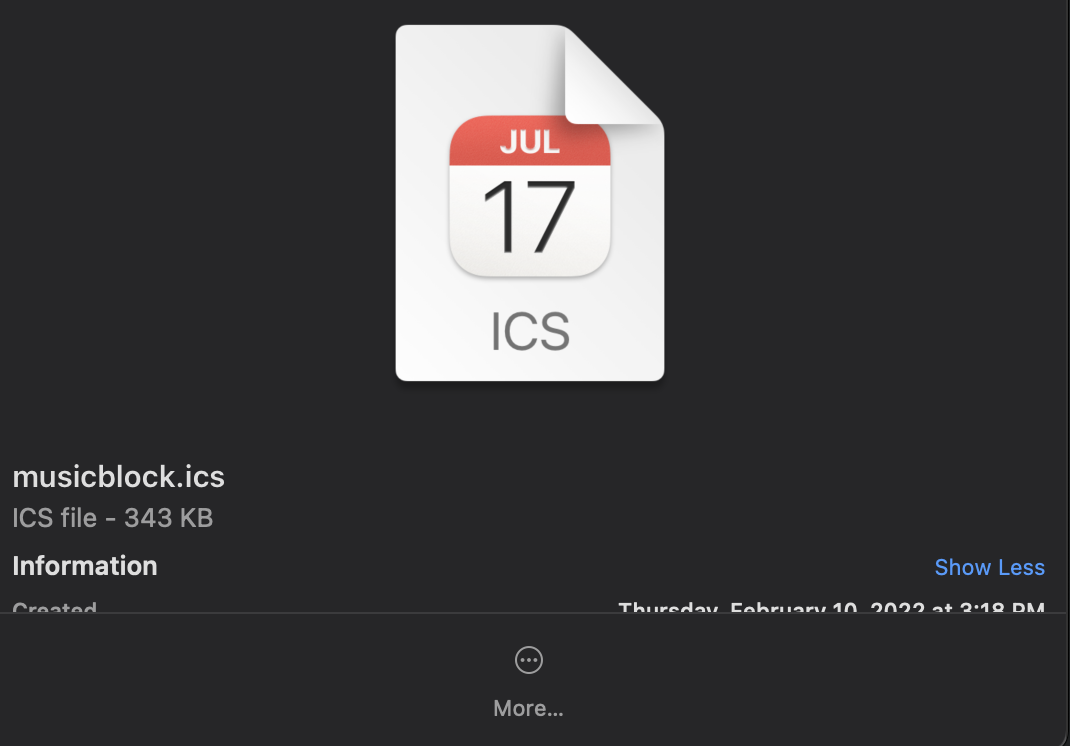 JUL
17
ICS
musicblock.ics
ICS file - 343 KB
Information Show Less
Created Thursday, February 10, 2022 at 3:18 PM
More...